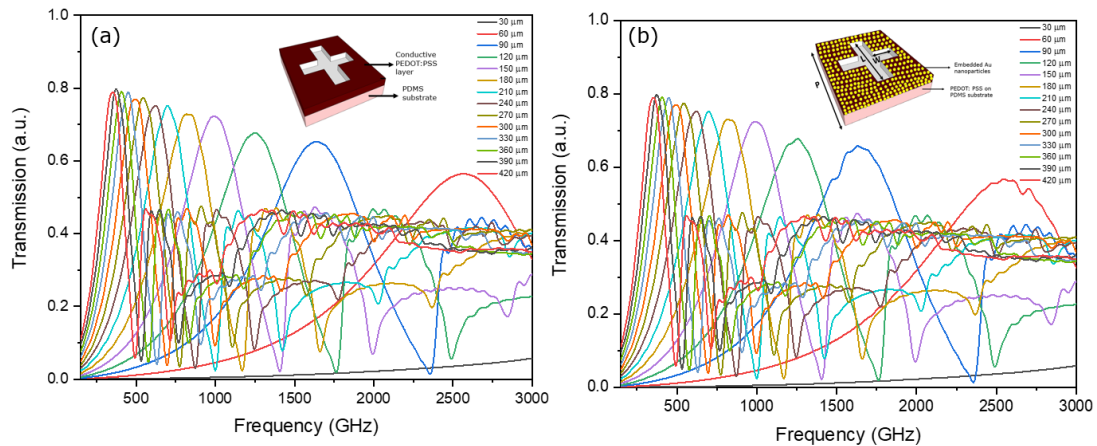 (a)
Transmission (a.u.)
1.0
0.8
0.6
0.4
0.2
0.0
500
1000
1500
2000
2500
3000
Frequency (GHz)
Conductive
PEDOT:PSS
layer
PDMS
substrate
30 μm
60 μm
90 μm
120 μm
150 μm
180 μm
210 μm
240 μm
270 μm
300 μm
330 μm
360 μm
390 μm
420 μm
(b)
Transmission (a.u.)
1.0
0.8
0.6
0.4
0.2
0.0
500
1000
1500
2000
2500
3000
Frequency (GHz)
P
L
W
Embedded Au
nanoparticles
PEDOT: PSS on
PDMS substrate
30 μm
60 μm
90 μm
120 μm
150 μm
180 μm
210 μm
240 μm
270 μm
300 μm
330 μm
360 μm
390 μm
420 μm